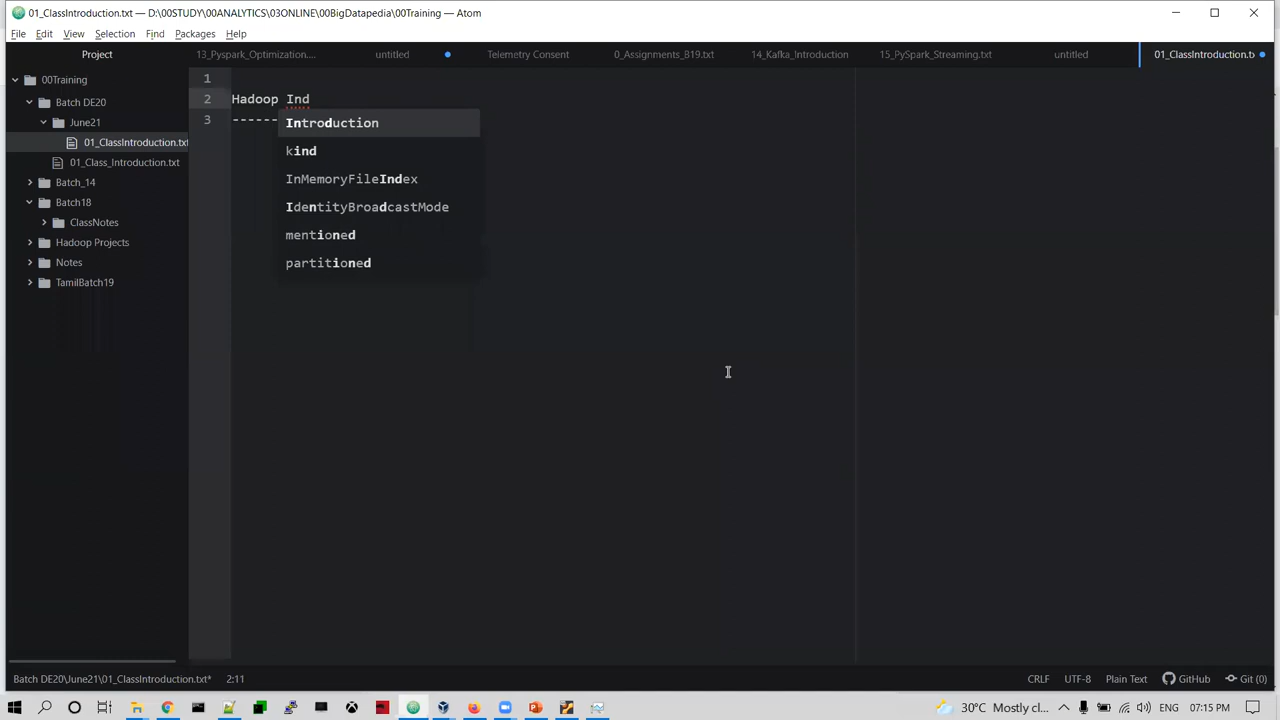 01_ClassIntroduction.txt — D:\00STUDY\00ANALYTICS\03ONLINE\00BigDatapedia\00Training — Atom
File Edit View Selection Find Packages Help
Project 13_Pyspark_Optimization.... untitled Telemetry Consent 0_Assignments_B19.txt 14_Kafka_Introduction 15_PySpark_Streaming.txt untitled 01_ClassIntroduction.t
00Training
Batch DE20
June21
01_ClassIntroduction.txt
01_Class_Introduction.txt
Batch_14
Batch18
ClassNotes
Hadoop Projects
Notes
TamilBatch19
1
2 Hadoop Ind
3 -----
Introduction
kind
InMemoryFileIndex
IdentityBroadcastMode
mentioned
partitioned
Batch DE20\June21\01_ClassIntroduction.txt* 2:11 CRLF UTF-8 Plain Text GitHub Git (0)
30°C Mostly cl... ENG 07:15 PM